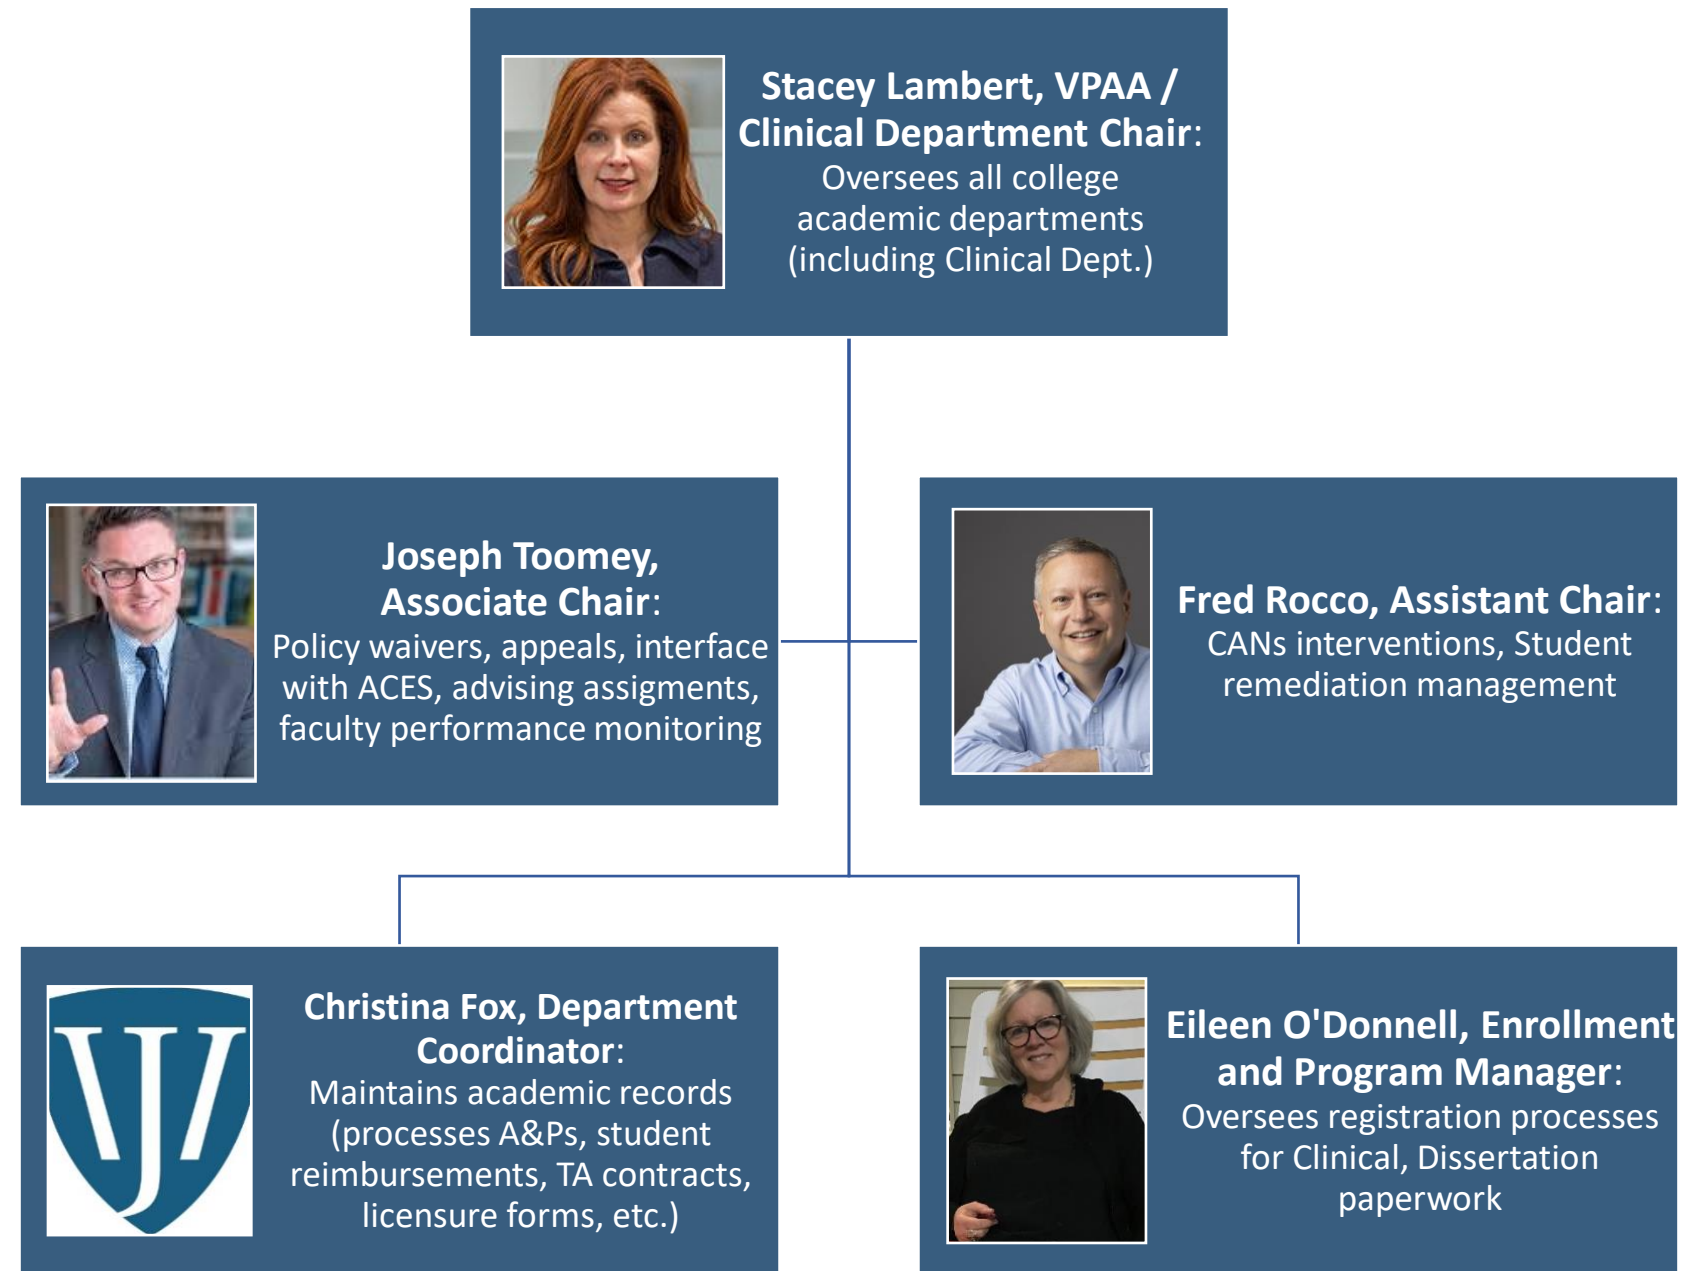 Stacey Lambert, VPAA /
Clinical Department Chair:
Oversees all college
academic departments
(including Clinical Dept.)
Joseph Toomey,
Associate Chair:
Policy waivers, appeals, interface
with ACES, advising assigments,
faculty performance monitoring
Fred Rocco, Assistant Chair:
CANs interventions, Student
remediation management
Christina Fox, Department
Coordinator:
Maintains academic records
(processes A&Ps, student
reimbursements, TA contracts,
licensure forms, etc.)
Eileen O'Donnell, Enrollment
and Program Manager:
Oversees registration processes
for Clinical, Dissertation
paperwork